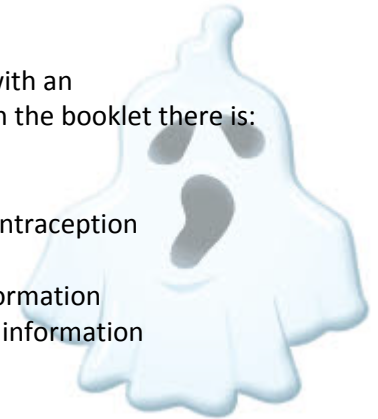 with an
n the booklet there is:
ntraception
ormation
information